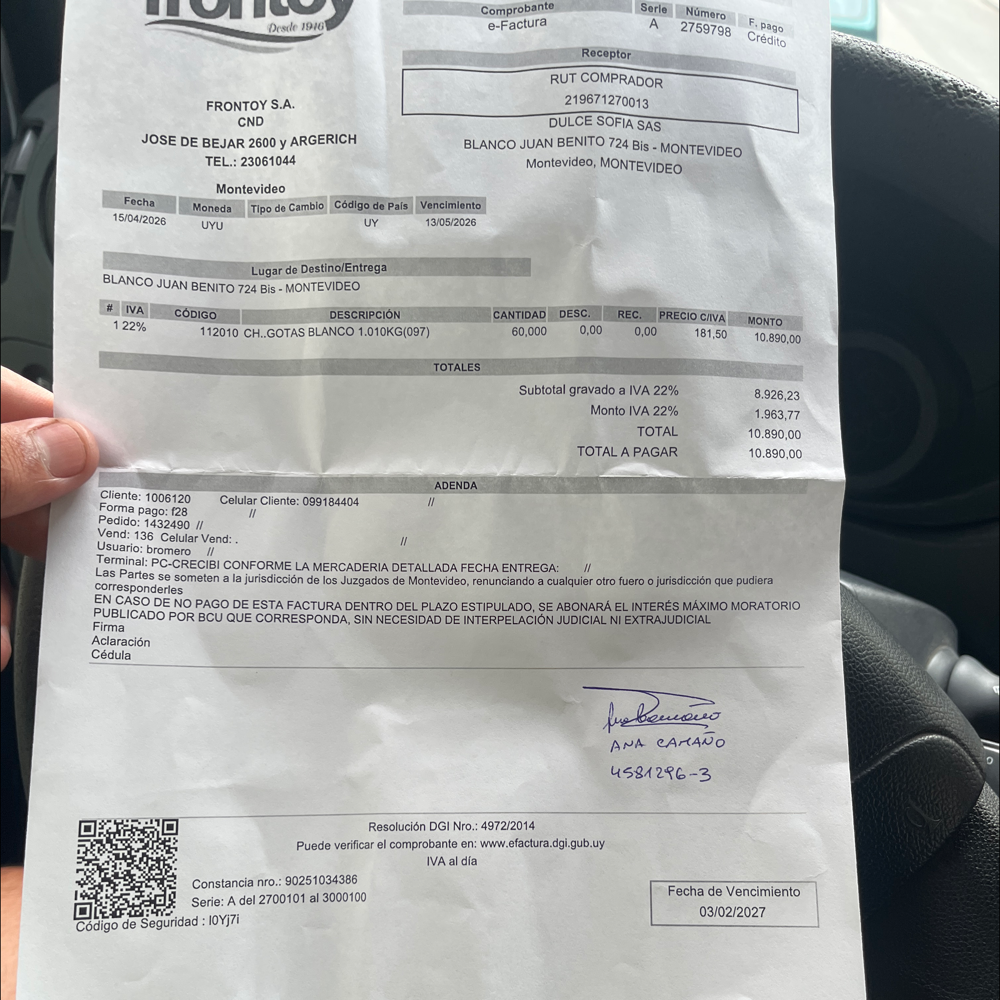 frontoy
Desde 1946
Comprobante Serie Número F. pago
e-Factura A 2759798 Crédito
Receptor
RUT COMPRADOR
219671270013
DULCE SOFIA SAS
BLANCO JUAN BENITO 724 Bis - MONTEVIDEO
Montevideo, MONTEVIDEO
FRONTOY S.A.
CND
JOSE DE BEJAR 2600 y ARGERICH
TEL.: 23061044
Montevideo
Fecha Moneda Tipo de Cambio Código de País Vencimiento
15/04/2026 UYU UY 13/05/2026
Lugar de Destino/Entrega
BLANCO JUAN BENITO 724 Bis - MONTEVIDEO
# IVA CÓDIGO DESCRIPCIÓN CANTIDAD DESC. REC. PRECIO C/IVA MONTO
1 22% 112010 CH..GOTAS BLANCO 1.010KG(097) 60,000 0,00 0,00 181,50 10.890,00
TOTALES
Subtotal gravado a IVA 22% 8.926,23
Monto IVA 22% 1.963,77
TOTAL 10.890,00
TOTAL A PAGAR 10.890,00
ADENDA
Cliente: 1006120 Celular Cliente: 099184404 //
Forma pago: f28 //
Pedido: 1432490 //
Vend: 136 Celular Vend: . //
Usuario: bromero //
Terminal: PC-CRECIBI CONFORME LA MERCADERIA DETALLADA FECHA ENTREGA: //
Las Partes se someten a la jurisdicción de los Juzgados de Montevideo, renunciando a cualquier otro fuero o jurisdicción que pudiera
corresponderles
EN CASO DE NO PAGO DE ESTA FACTURA DENTRO DEL PLAZO ESTIPULADO, SE ABONARÁ EL INTERÉS MÁXIMO MORATORIO
PUBLICADO POR BCU QUE CORRESPONDA, SIN NECESIDAD DE INTERPELACIÓN JUDICIAL NI EXTRAJUDICIAL
Firma
Aclaración
Cédula
ANA CAMAÑO
4581296-3
Resolución DGI Nro.: 4972/2014
Puede verificar el comprobante en: www.efactura.dgi.gub.uy
IVA al día
Constancia nro.: 90251034386
Serie: A del 2700101 al 3000100
Código de Seguridad : I0Yj7i
Fecha de Vencimiento
03/02/2027